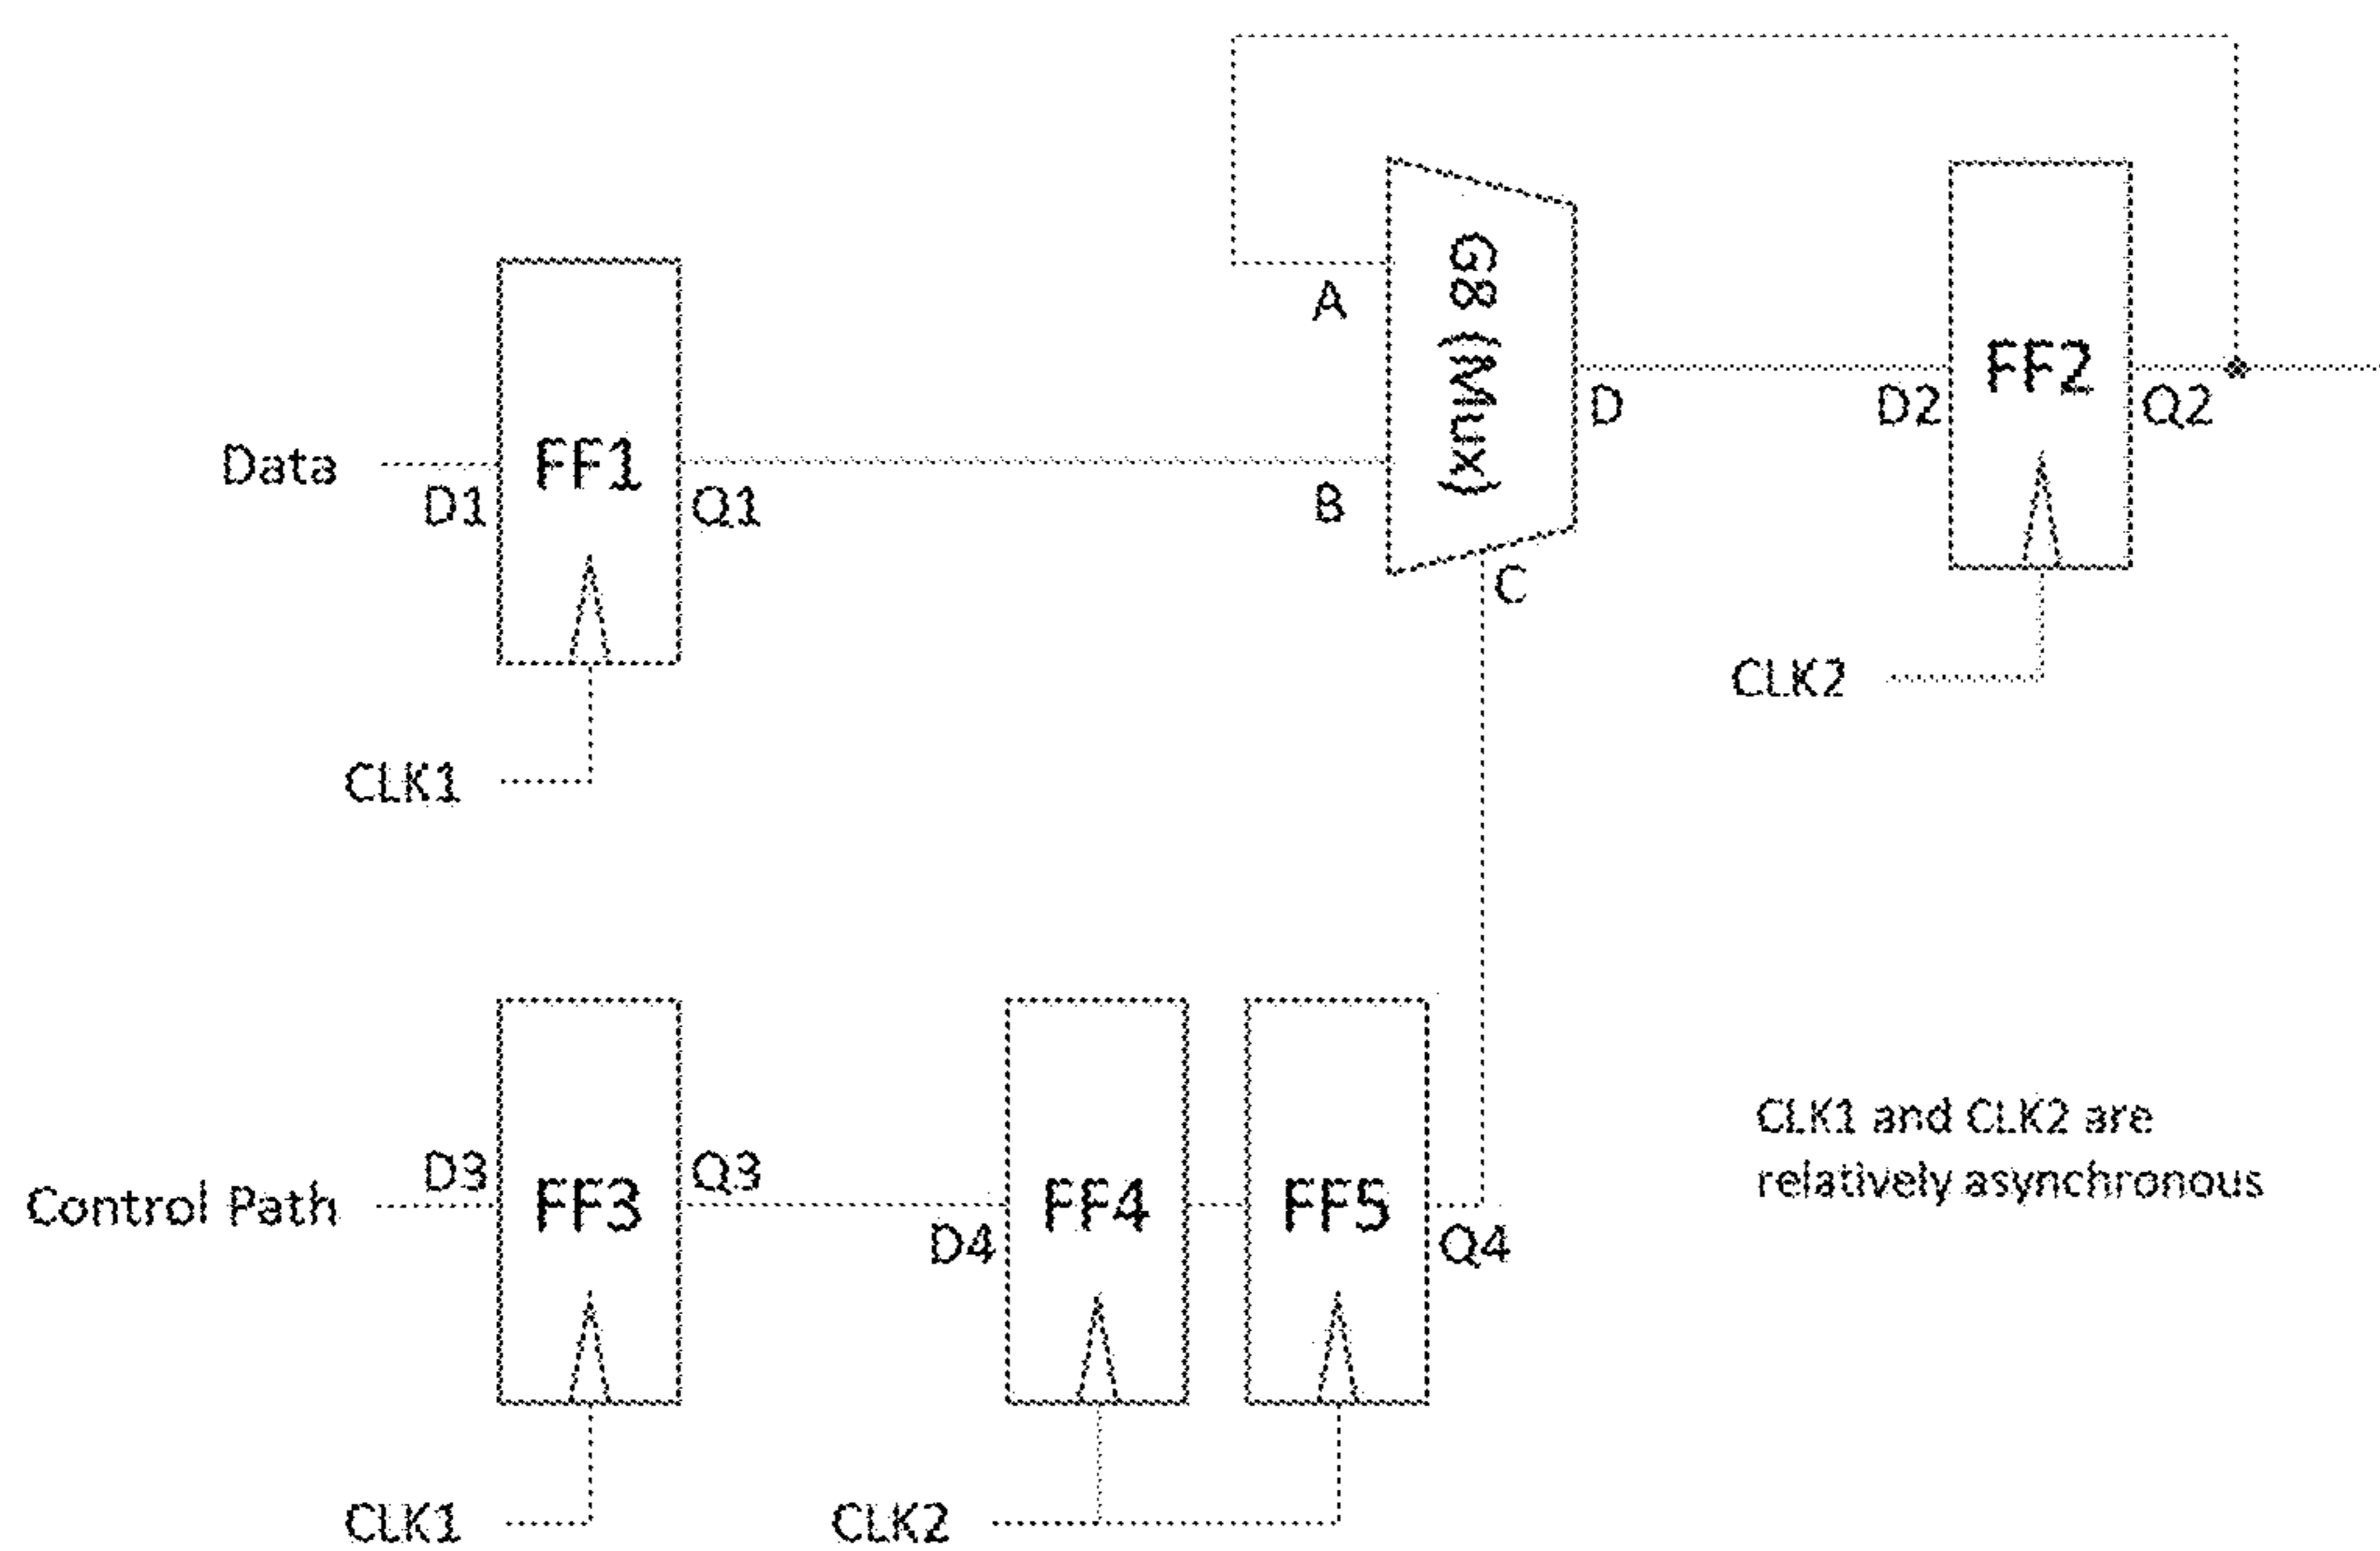 G8 (Mux)
A
B
C
D
FF2
D2
Q2
CLK2
Data
D1
FF1
Q1
CLK1
Control Path
D3
FF3
Q3
CLK1
D4
FF4
FF5
Q4
CLK2
CLK1 and CLK2 are
relatively asynchronous